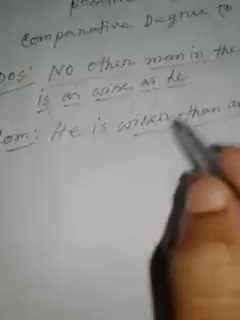 Comparative Degree
Pos: No other man in the
is as wise as he
Com: He is wiser than